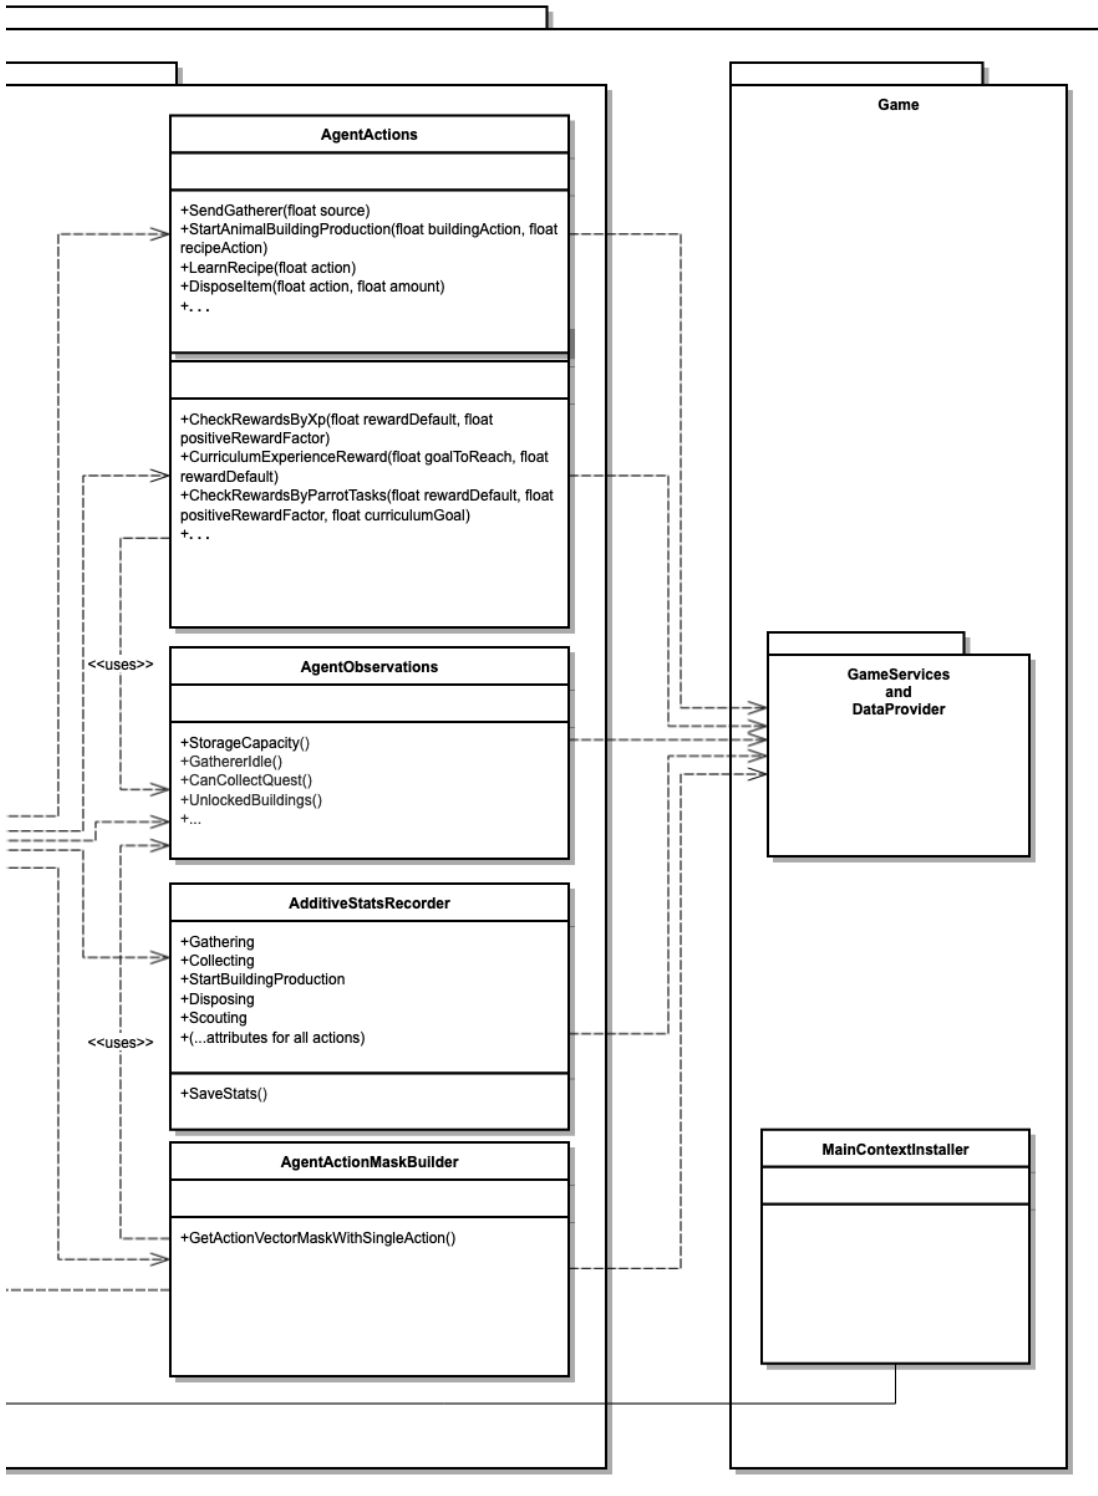 Game
AgentActions
+SendGatherer(float source)
+StartAnimalBuildingProduction(float buildingAction, float
recipeAction)
+LearnRecipe(float action)
+DisposeItem(float action, float amount)
+. . .
+CheckRewardsByXp(float rewardDefault, float
positiveRewardFactor)
+CurriculumExperienceReward(float goalToReach, float
rewardDefault)
+CheckRewardsByParrotTasks(float rewardDefault, float
positiveRewardFactor, float curriculumGoal)
+. . .
<<uses>>
AgentObservations
+StorageCapacity()
+GathererIdle()
+CanCollectQuest()
+UnlockedBuildings()
+...
GameServices
and
DataProvider
AdditiveStatsRecorder
+Gathering
+Collecting
+StartBuildingProduction
+Disposing
+Scouting
+(...attributes for all actions)
<<uses>>
+SaveStats()
AgentActionMaskBuilder
+GetActionVectorMaskWithSingleAction()
MainContextInstaller